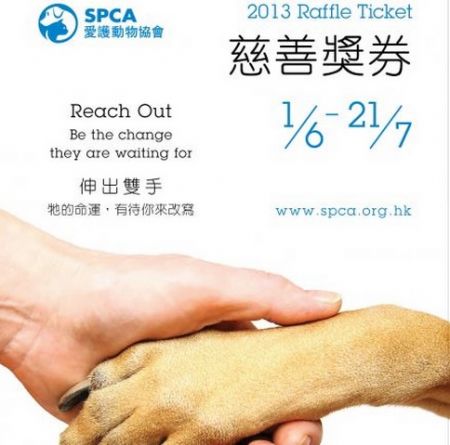 SPCA
愛護動物協會
2013 Raffle Ticket
慈善獎券
1/6 - 21/7
Reach Out
Be the change
they are waiting for
伸出雙手
牠的命運，有待你來改寫
www.spca.org.hk